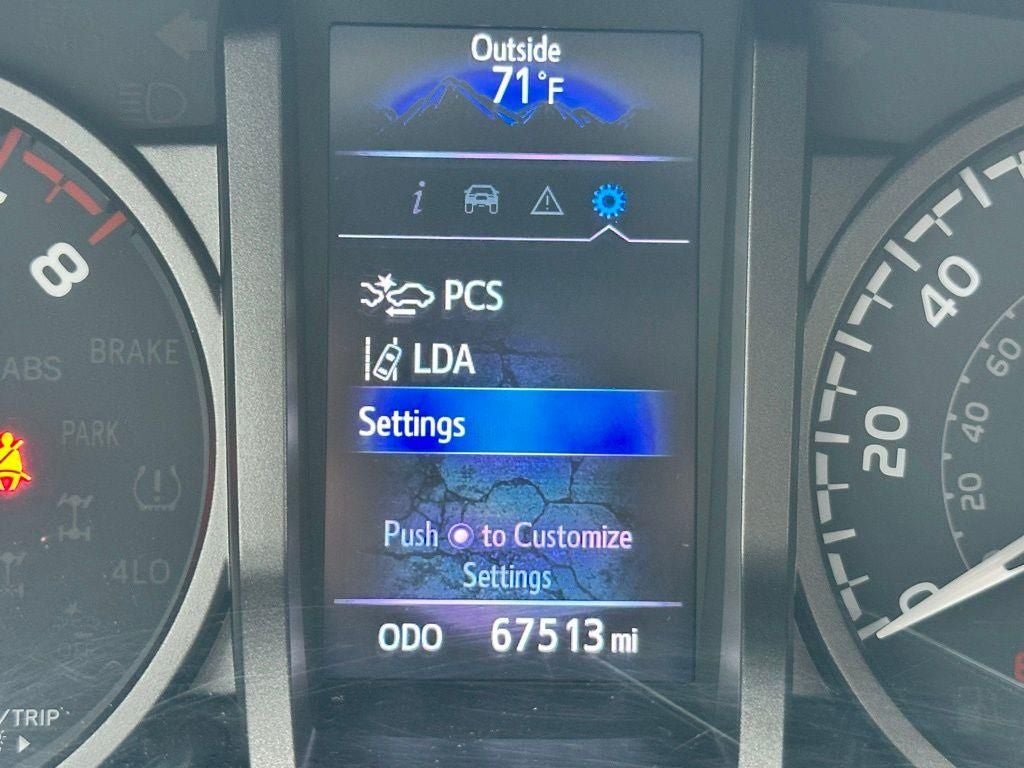 Outside
71°F
i
PCS
LDA
Settings
Push to Customize
Settings
ODO 67513 mi
8
ABS
BRAKE
PARK
4LO
/TRIP
40
20
0
60
40
20